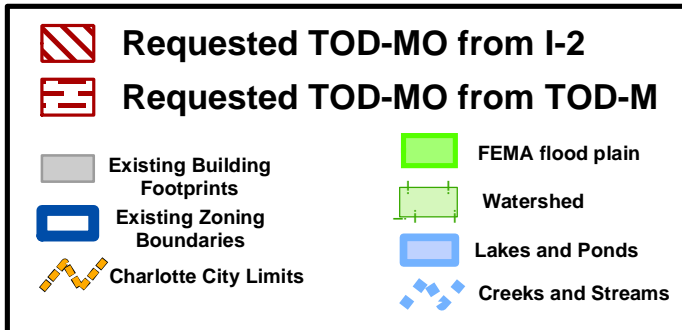 Requested TOD-MO from I-2
Requested TOD-MO from TOD-M
Existing Building
Footprints
Existing Zoning
Boundaries
Charlotte City Limits
FEMA flood plain
Watershed
Lakes and Ponds
Creeks and Streams